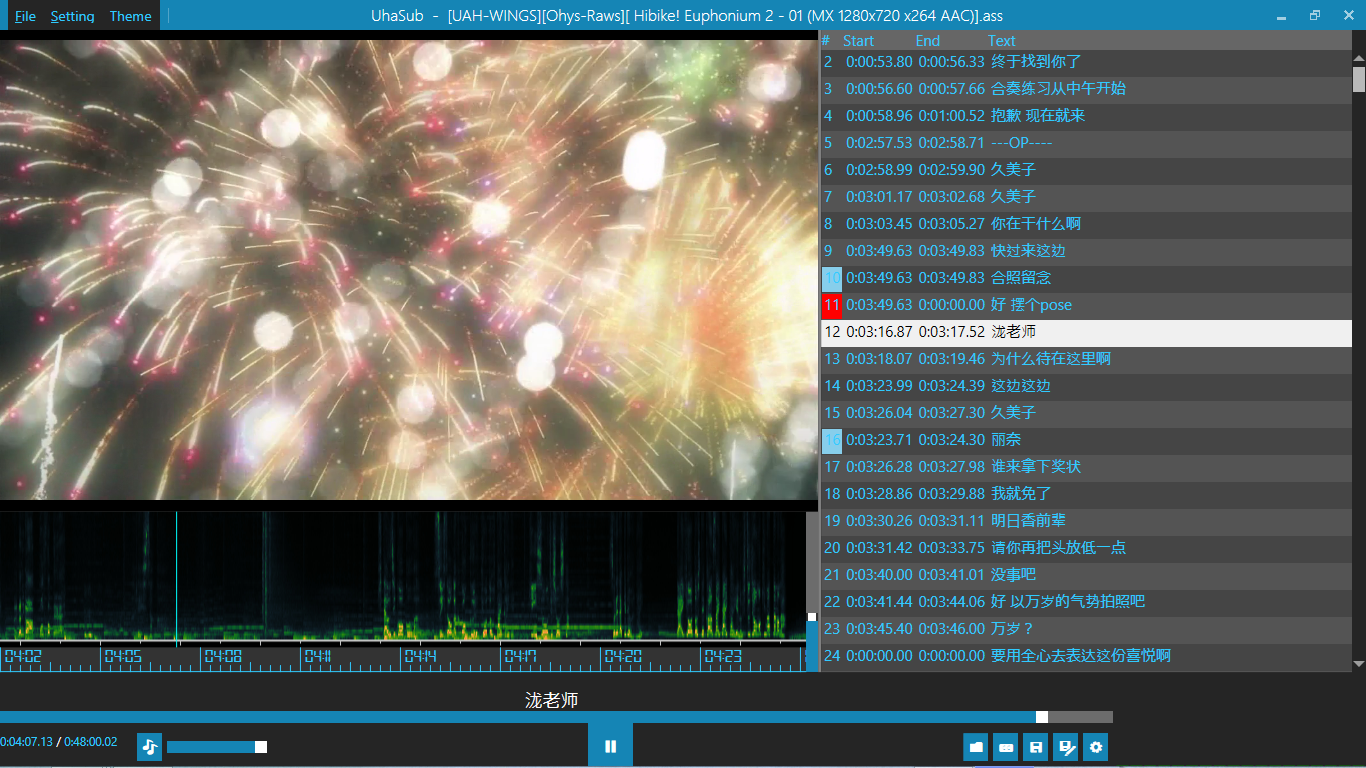 File Setting Theme
UhaSub - [UAH-WINGS][Ohys-Raws][ Hibike! Euphonium 2 - 01 (MX 1280x720 x264 AAC)].ass
# Start End Text
2 0:00:53.80 0:00:56.33 终于找到你了
3 0:00:56.60 0:00:57.66 合奏练习从中午开始
4 0:00:58.96 0:01:00.52 抱歉 现在就来
5 0:02:57.53 0:02:58.71 ---OP----
6 0:02:58.99 0:02:59.90 久美子
7 0:03:01.17 0:03:02.68 久美子
8 0:03:03.45 0:03:05.27 你在干什么啊
9 0:03:49.63 0:03:49.83 快过来这边
10 0:03:49.63 0:03:49.83 合照留念
11 0:03:49.63 0:00:00.00 好 摆个pose
12 0:03:16.87 0:03:17.52 泷老师
13 0:03:18.07 0:03:19.46 为什么待在这里啊
14 0:03:23.99 0:03:24.39 这边这边
15 0:03:26.04 0:03:27.30 久美子
16 0:03:23.71 0:03:24.30 丽奈
17 0:03:26.28 0:03:27.98 谁来拿下奖状
18 0:03:28.86 0:03:29.88 我就免了
19 0:03:30.26 0:03:31.11 明日香前辈
20 0:03:31.42 0:03:33.75 请你再把头放低一点
21 0:03:40.00 0:03:41.01 没事吧
22 0:03:41.44 0:03:44.06 好 以万岁的气势拍照吧
23 0:03:45.40 0:03:46.00 万岁？
24 0:00:00.00 0:00:00.00 要用全心去表达这份喜悦啊
04:02 04:05 04:08 04:11 04:14 04:17 04:20 04:23
泷老师
0:04:07.13 / 0:48:00.02